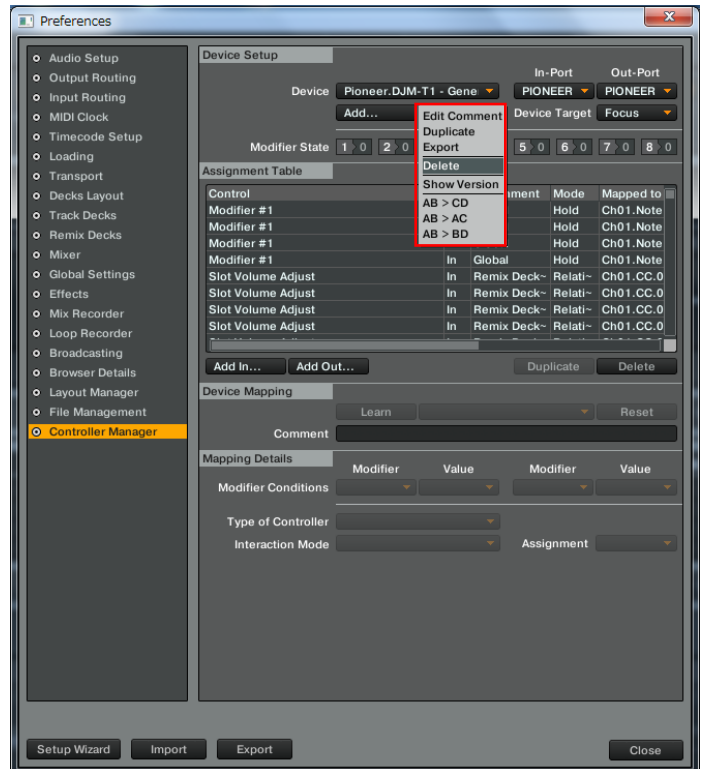 Preferences
Audio Setup
Output Routing
Input Routing
MIDI Clock
Timecode Setup
Loading
Transport
Decks Layout
Track Decks
Remix Decks
Mixer
Global Settings
Effects
Mix Recorder
Loop Recorder
Broadcasting
Browser Details
Layout Manager
File Management
Controller Manager
Device Setup
In-Port Out-Port
Device Pioneer.DJM-T1 - Gene PIONEER PIONEER
Add... Device Target Focus
Modifier State 1 0 2 0 5 0 6 0 7 0 8 0
Edit Comment
Duplicate
Export
Delete
Show Version
AB > CD
AB > AC
AB > BD
Assignment Table
Control ment Mode Mapped to
Modifier #1 Hold Ch01.Note
Modifier #1 Hold Ch01.Note
Modifier #1 Hold Ch01.Note
Modifier #1 In Global Hold Ch01.Note
Slot Volume Adjust In Remix Deck~ Relati~ Ch01.CC.0
Slot Volume Adjust In Remix Deck~ Relati~ Ch01.CC.0
Slot Volume Adjust In Remix Deck~ Relati~ Ch01.CC.0
Slot Volume Adjust In Remix Deck~ Relati~ Ch01.CC.0
Add In... Add Out... Duplicate Delete
Device Mapping
Learn Reset
Comment
Mapping Details
Modifier Value Modifier Value
Modifier Conditions
Type of Controller
Interaction Mode Assignment
Setup Wizard Import Export Close